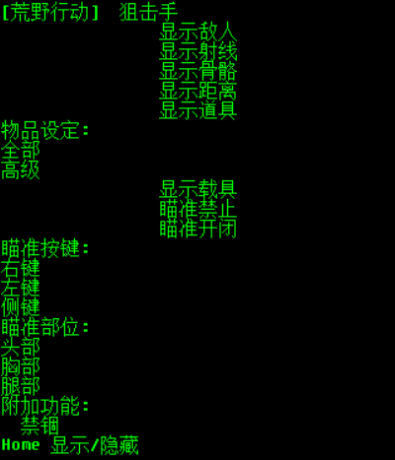 [荒野行动] 狙击手
显示敌人
显示射线
显示骨骼
显示距离
显示道具
物品设定:
全部
高级
显示载具
瞄准禁止
瞄准开闭
瞄准按键:
右键
左键
侧键
瞄准部位:
头部
胸部
腿部
附加功能:
禁锢
Home 显示/隐藏